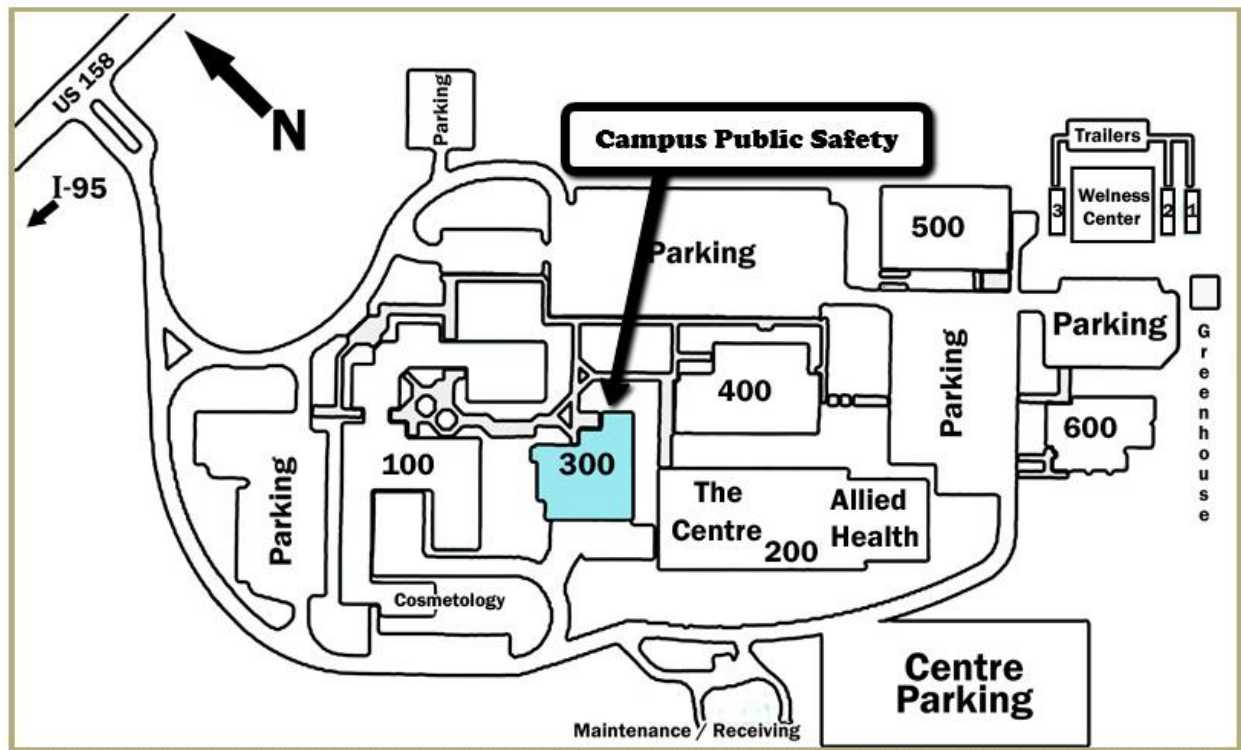 US 158
N
I-95
Parking
Campus Public Safety
Trailers
3
Welness
Center
2
1
500
Parking
Parking
Greenhouse
400
Parking
600
100
300
Parking
The
Centre
Allied
Health
200
Cosmetology
Centre
Parking
Maintenance / Receiving